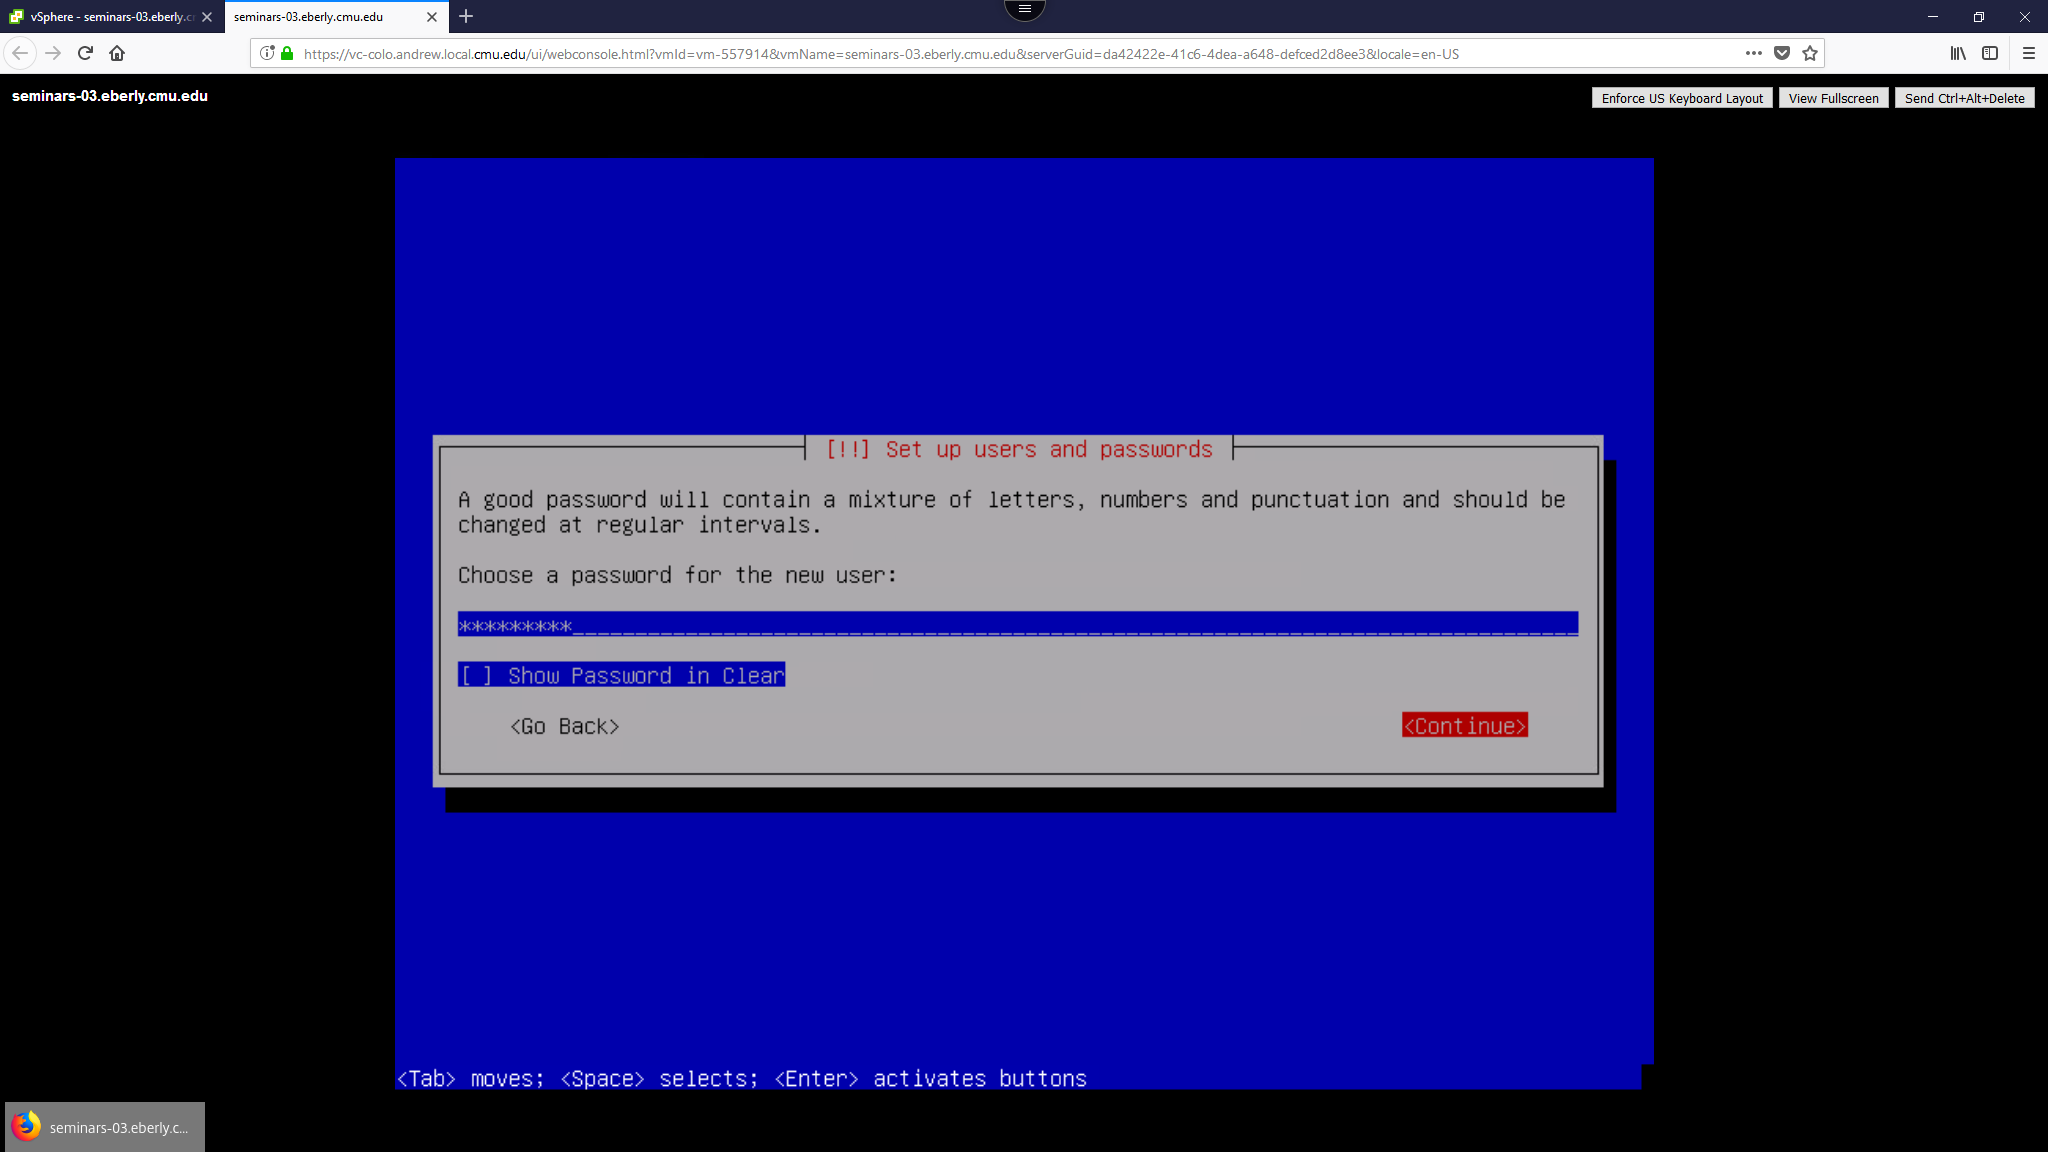 vSphere - seminars-03.eberly.c
seminars-03.eberly.cmu.edu
https://vc-colo.andrew.local.cmu.edu/ui/webconsole.html?vmId=vm-557914&vmName=seminars-03.eberly.cmu.edu&serverGuid=da42422e-41c6-4dea-a648-defced2d8ee3&locale=en-US
seminars-03.eberly.cmu.edu
Enforce US Keyboard Layout
View Fullscreen
Send Ctrl+Alt+Delete
[!!] Set up users and passwords
A good password will contain a mixture of letters, numbers and punctuation and should be
changed at regular intervals.
Choose a password for the new user:
*********
[ ] Show Password in Clear
<Go Back>
<Continue>
<Tab> moves; <Space> selects; <Enter> activates buttons
seminars-03.eberly.c...